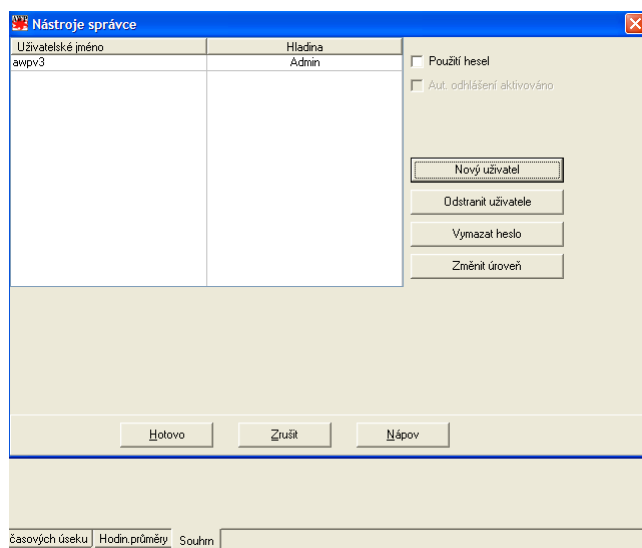 Nástroje správce
Uživatelské jméno Hladina
awpv3 Admin
Použití hesel
Aut. odhlášení aktivováno
Nový uživatel
Odstranit uživatele
Vymazat heslo
Změnit úroveň
Hotovo Zrušit Nápov
časových úseku Hodin.průměry Souhrn